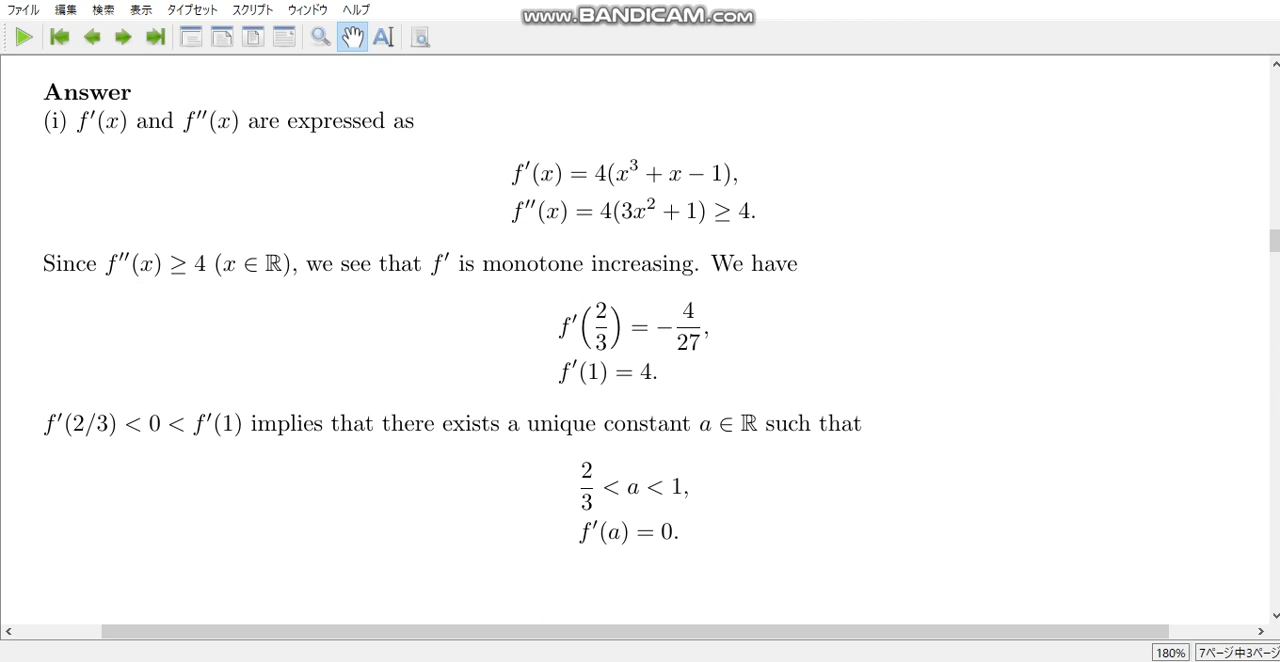 ファイル 編集 検索 表示 タイプセット スクリプト ウィンドウ ヘルプ
www.BANDICAM.com
Answer
(i) f′(x) and f″(x) are expressed as
f′(x) = 4(x³ + x − 1),
f″(x) = 4(3x² + 1) ≥ 4.
Since f″(x) ≥ 4 (x ∈ ℝ), we see that f′ is monotone increasing. We have
f′(2/3) = −4/27,
f′(1) = 4.
f′(2/3) < 0 < f′(1) implies that there exists a unique constant a ∈ ℝ such that
2/3 < a < 1,
f′(a) = 0.
180% 7ページ中3ページ